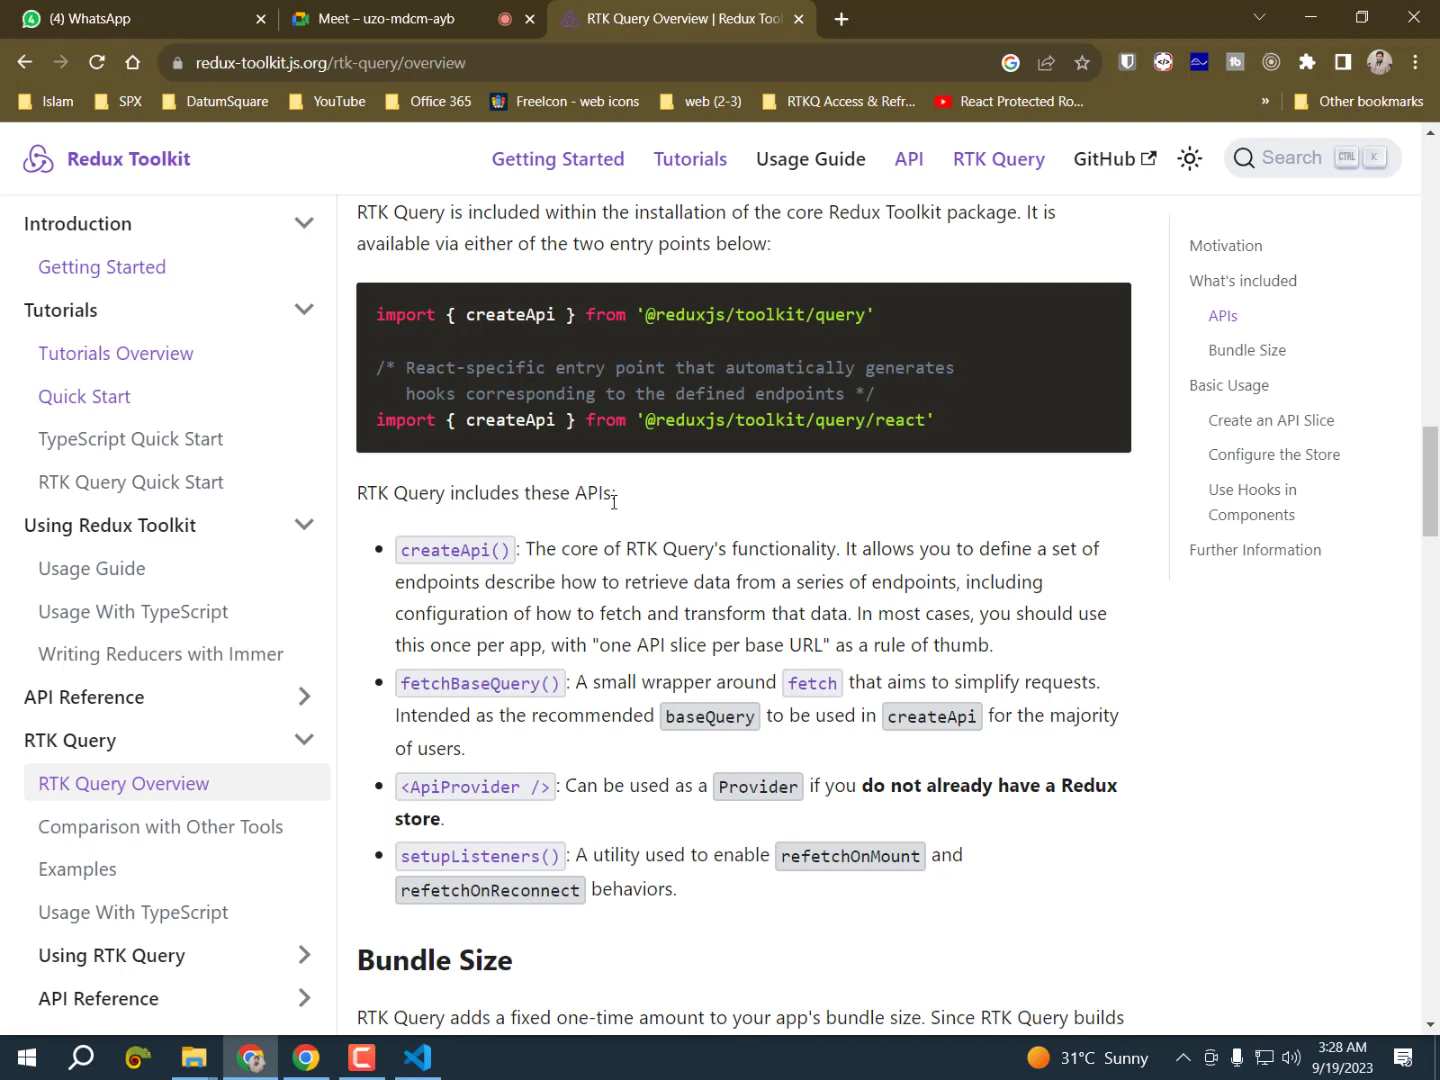 (4) WhatsApp
Meet – uzo-mdcm-ayb
RTK Query Overview | Redux Tool
redux-toolkit.js.org/rtk-query/overview
Islam
SPX
DatumSquare
YouTube
Office 365
FreeIcon - web icons
web (2-3)
RTKQ Access & Refr...
React Protected Ro...
»
Other bookmarks
Redux Toolkit
Getting Started
Tutorials
Usage Guide
API
RTK Query
GitHub
Search
CTRL
K
Introduction
Getting Started
Tutorials
Tutorials Overview
Quick Start
TypeScript Quick Start
RTK Query Quick Start
Using Redux Toolkit
Usage Guide
Usage With TypeScript
Writing Reducers with Immer
API Reference
RTK Query
RTK Query Overview
Comparison with Other Tools
Examples
Usage With TypeScript
Using RTK Query
API Reference
RTK Query is included within the installation of the core Redux Toolkit package. It is
available via either of the two entry points below:
import { createApi } from '@reduxjs/toolkit/query'
/* React-specific entry point that automatically generates
hooks corresponding to the defined endpoints */
import { createApi } from '@reduxjs/toolkit/query/react'
RTK Query includes these APIs:
createApi(): The core of RTK Query's functionality. It allows you to define a set of
endpoints describe how to retrieve data from a series of endpoints, including
configuration of how to fetch and transform that data. In most cases, you should use
this once per app, with "one API slice per base URL" as a rule of thumb.
fetchBaseQuery(): A small wrapper around fetch that aims to simplify requests.
Intended as the recommended baseQuery to be used in createApi for the majority
of users.
<ApiProvider />: Can be used as a Provider if you do not already have a Redux
store.
setupListeners(): A utility used to enable refetchOnMount and
refetchOnReconnect behaviors.
Bundle Size
RTK Query adds a fixed one-time amount to your app's bundle size. Since RTK Query builds
Motivation
What's included
APIs
Bundle Size
Basic Usage
Create an API Slice
Configure the Store
Use Hooks in
Components
Further Information
31°C Sunny
3:28 AM
9/19/2023